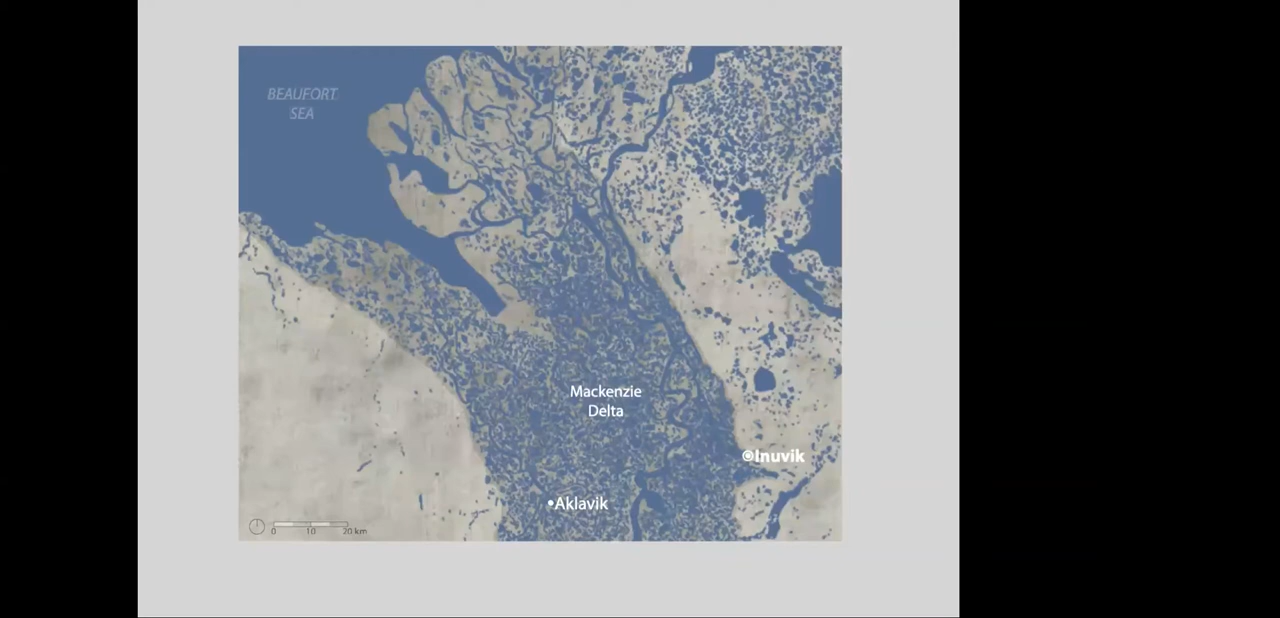 BEAUFORT
SEA
Mackenzie
Delta
Inuvik
Aklavik
0 10 20 km